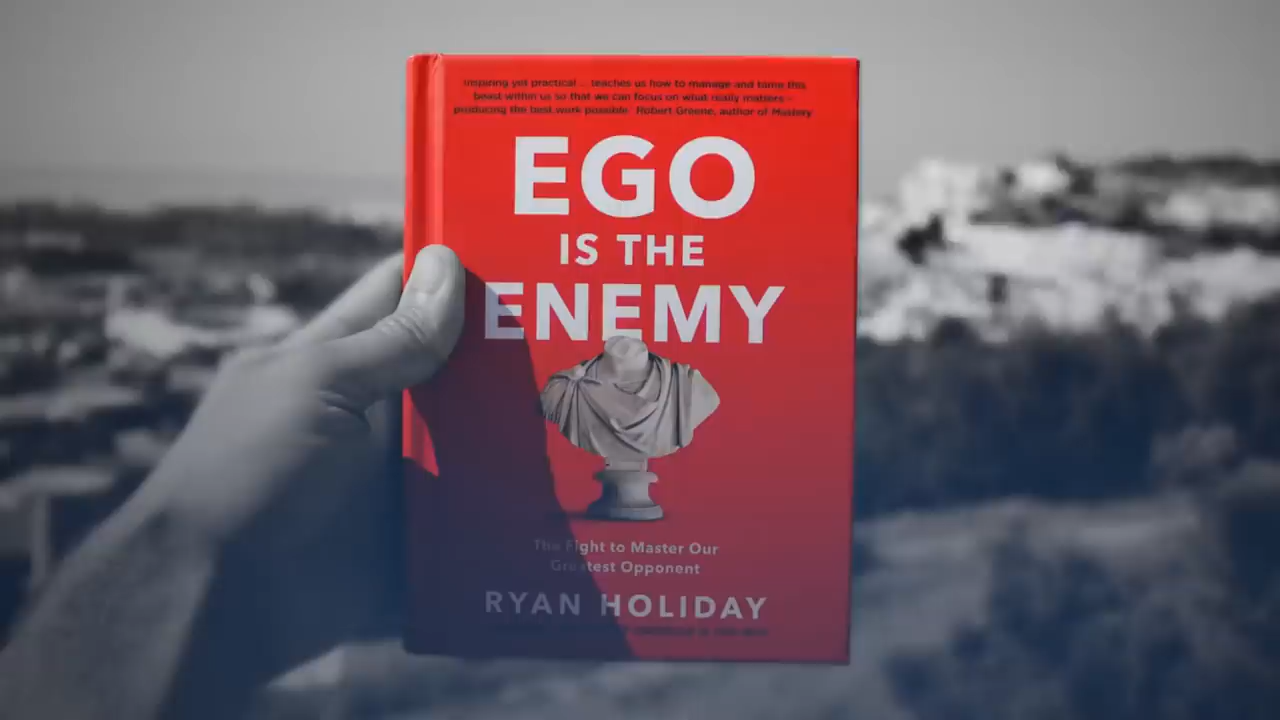 Inspiring yet practical ... teaches us how to manage and tame this
beast within us so that we can focus on what really matters –
producing the best work possible. Robert Greene, author of Mastery
EGO
IS THE
ENEMY
The Fight to Master Our
Greatest Opponent
RYAN HOLIDAY